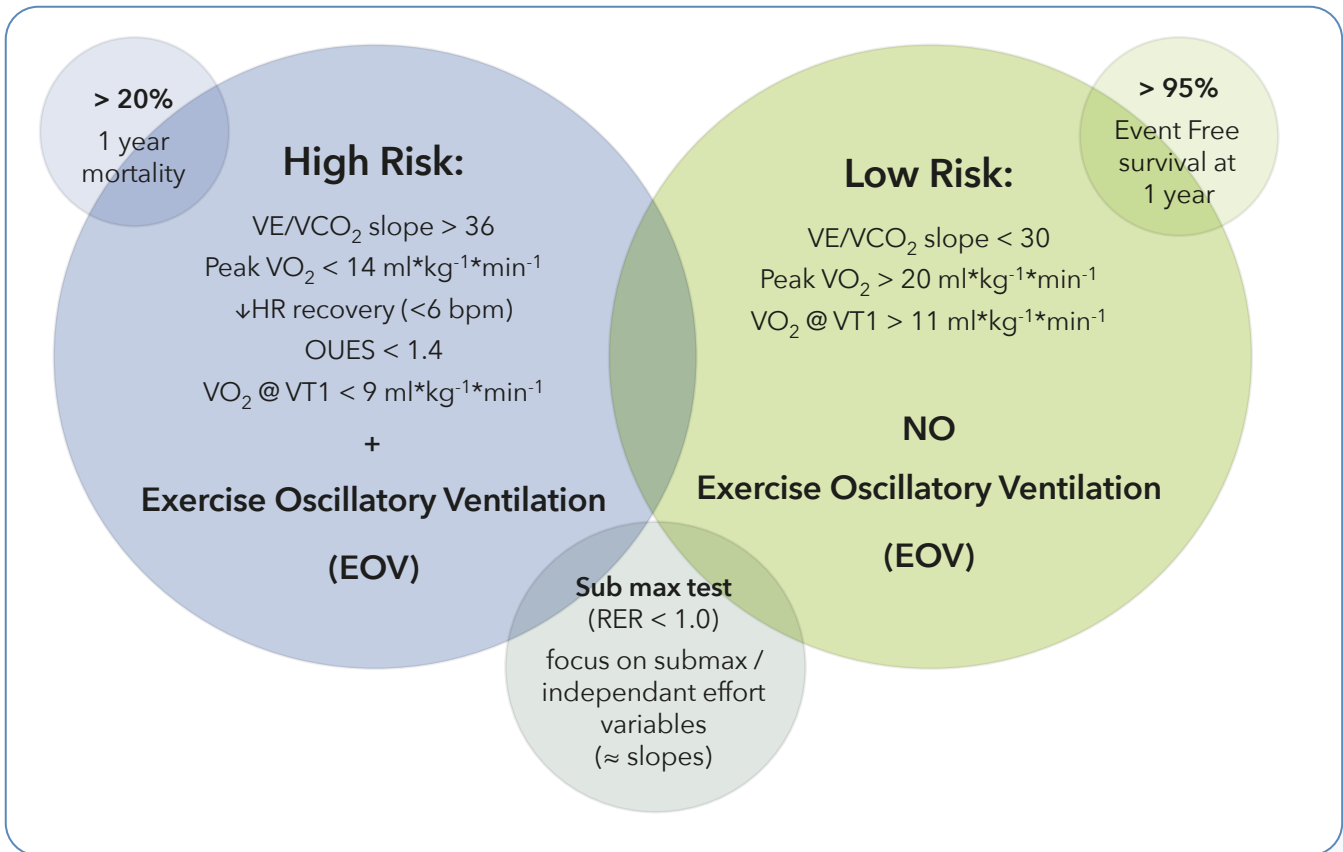 > 20%
1 year
mortality
High Risk:
VE/VCO₂ slope > 36
Peak VO₂ < 14 ml*kg⁻¹*min⁻¹
↓HR recovery (<6 bpm)
OUES < 1.4
VO₂ @ VT1 < 9 ml*kg⁻¹*min⁻¹
+
Exercise Oscillatory Ventilation
(EOV)
> 95%
Event Free
survival at
1 year
Low Risk:
VE/VCO₂ slope < 30
Peak VO₂ > 20 ml*kg⁻¹*min⁻¹
VO₂ @ VT1 > 11 ml*kg⁻¹*min⁻¹
NO
Exercise Oscillatory Ventilation
(EOV)
Sub max test
(RER < 1.0)
focus on submax /
independant effort
variables
(≈ slopes)